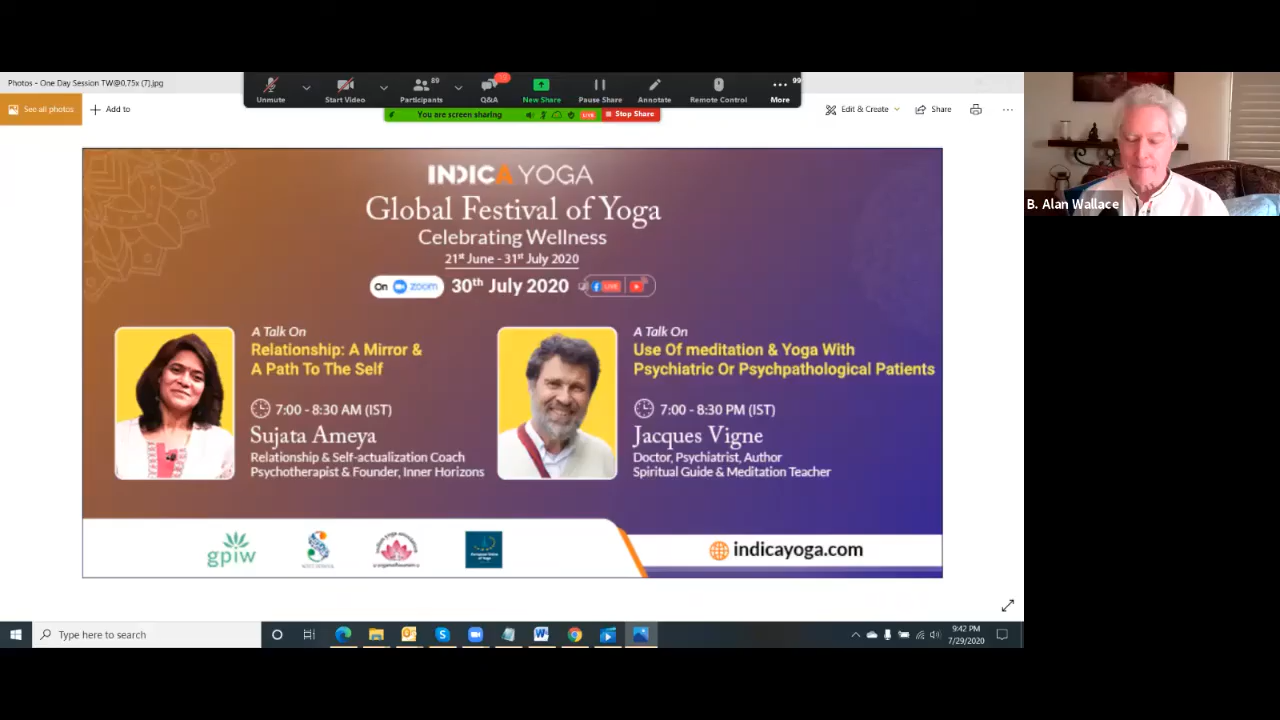 Photos - One Day Session TW@0,75x (7).jpg
See all photos
Add to
Unmute
Start Video
89
Participants
Q&A
New Share
Pause Share
Annotate
Remote Control
99
More
You are screen sharing
LIVE
Stop Share
Edit & Create
Share
INDICA YOGA
Global Festival of Yoga
Celebrating Wellness
21st June - 31st July 2020
On zoom 30th July 2020 LIVE
A Talk On
Relationship: A Mirror &
A Path To The Self
7:00 - 8:30 AM (IST)
Sujata Ameya
Relationship & Self-actualization Coach
Psychotherapist & Founder, Inner Horizons
A Talk On
Use Of meditation & Yoga With
Psychiatric Or Psychpathological Patients
7:00 - 8:30 PM (IST)
Jacques Vigne
Doctor, Psychiatrist, Author
Spiritual Guide & Meditation Teacher
gpiw
indicayoga.com
B. Alan Wallace
Type here to search
9:42 PM
7/29/2020